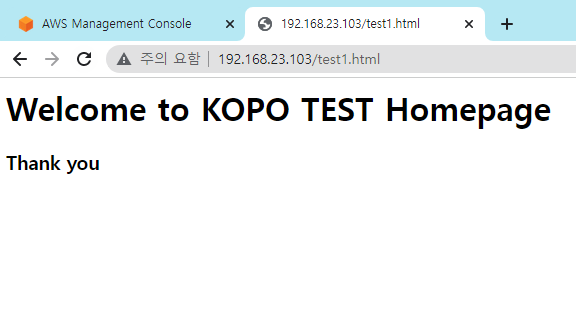 AWS Management Console
192.168.23.103/test1.html
주의 요함 | 192.168.23.103/test1.html
Welcome to KOPO TEST Homepage
Thank you